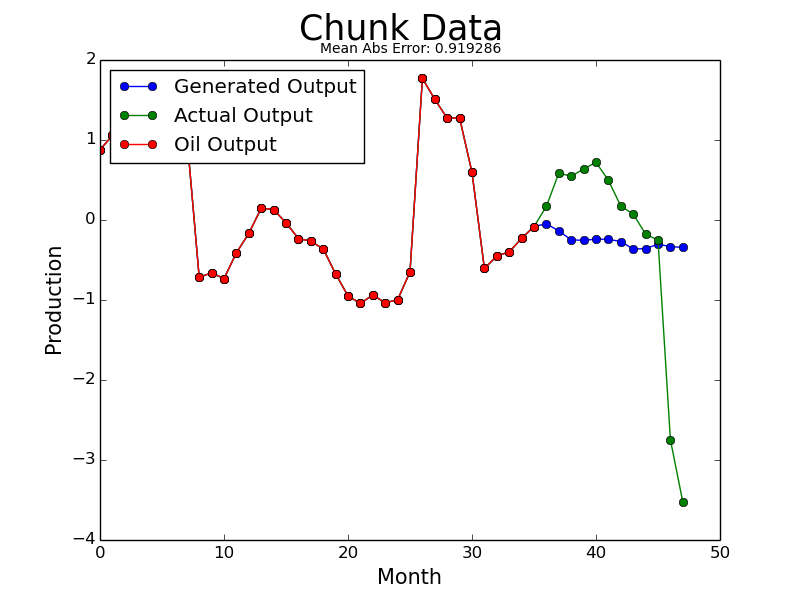 Chunk Data
Mean Abs Error: 0.919286
Generated Output
Actual Output
Oil Output
2
1
0
−1
−2
−3
−4
Production
0 10 20 30 40 50
Month